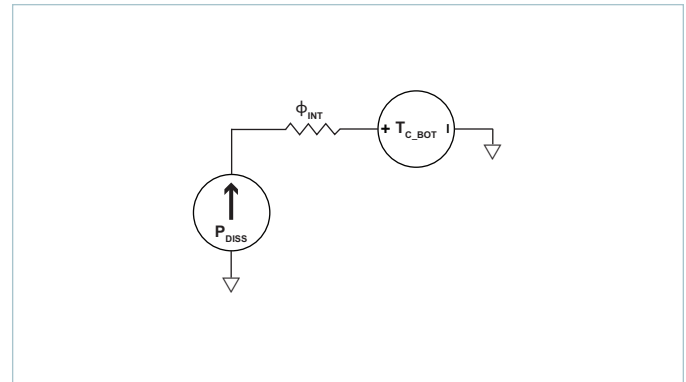 ϕINT
+ TC_BOT –
PDISS